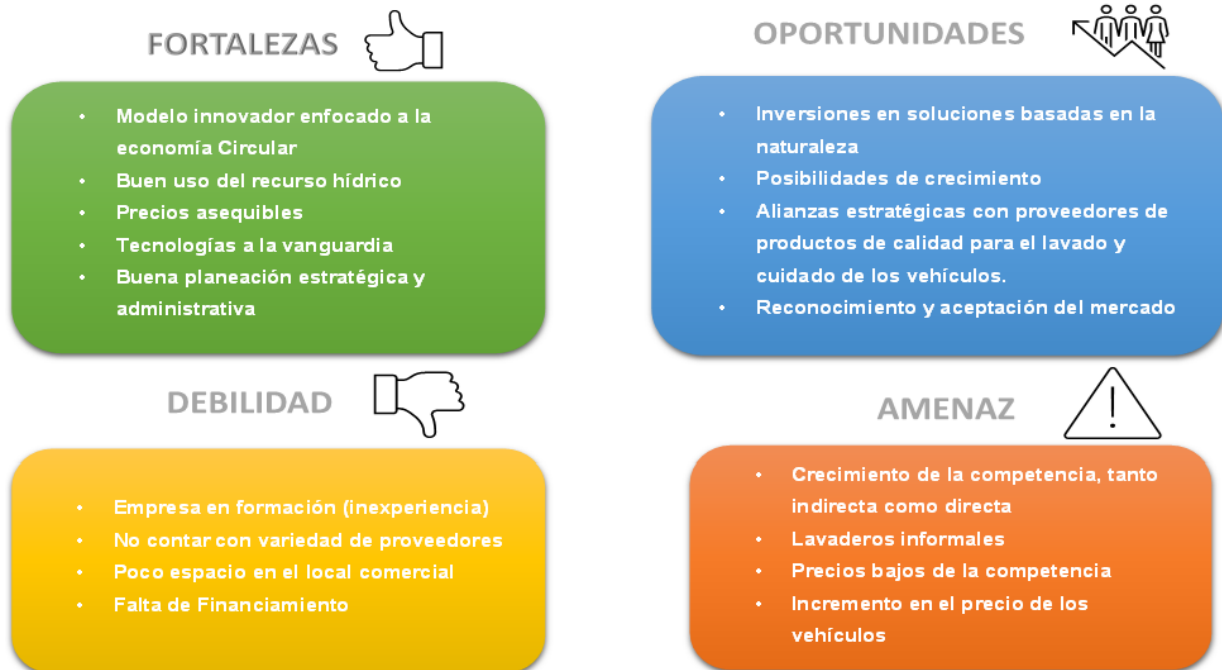 FORTALEZAS
• Modelo innovador enfocado a la
economía Circular
• Buen uso del recurso hídrico
• Precios asequibles
• Tecnologías a la vanguardia
• Buena planeación estratégica y
administrativa
OPORTUNIDADES
• Inversiones en soluciones basadas en la
naturaleza
• Posibilidades de crecimiento
• Alianzas estratégicas con proveedores de
productos de calidad para el lavado y
cuidado de los vehículos.
• Reconocimiento y aceptación del mercado
DEBILIDAD
• Empresa en formación (inexperiencia)
• No contar con variedad de proveedores
• Poco espacio en el local comercial
• Falta de Financiamiento
AMENAZ
• Crecimiento de la competencia, tanto
indirecta como directa
• Lavaderos informales
• Precios bajos de la competencia
• Incremento en el precio de los
vehículos